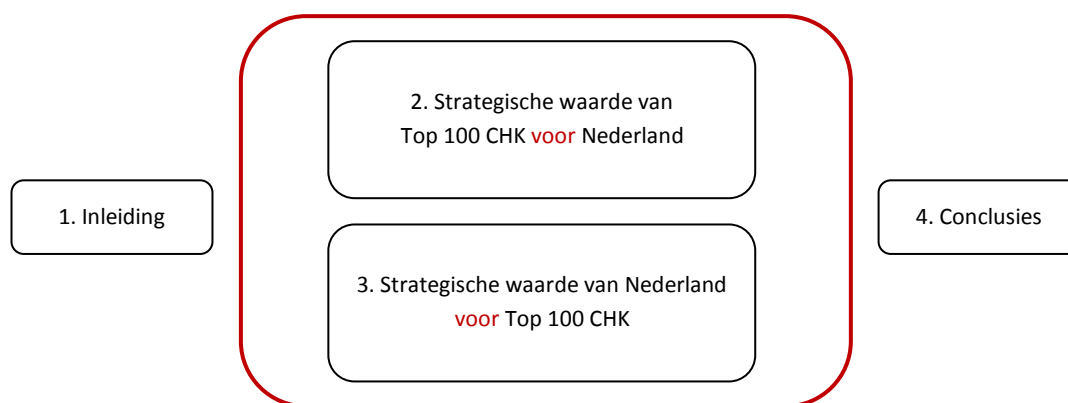 1. Inleiding
2. Strategische waarde van
Top 100 CHK voor Nederland
3. Strategische waarde van Nederland
voor Top 100 CHK
4. Conclusies